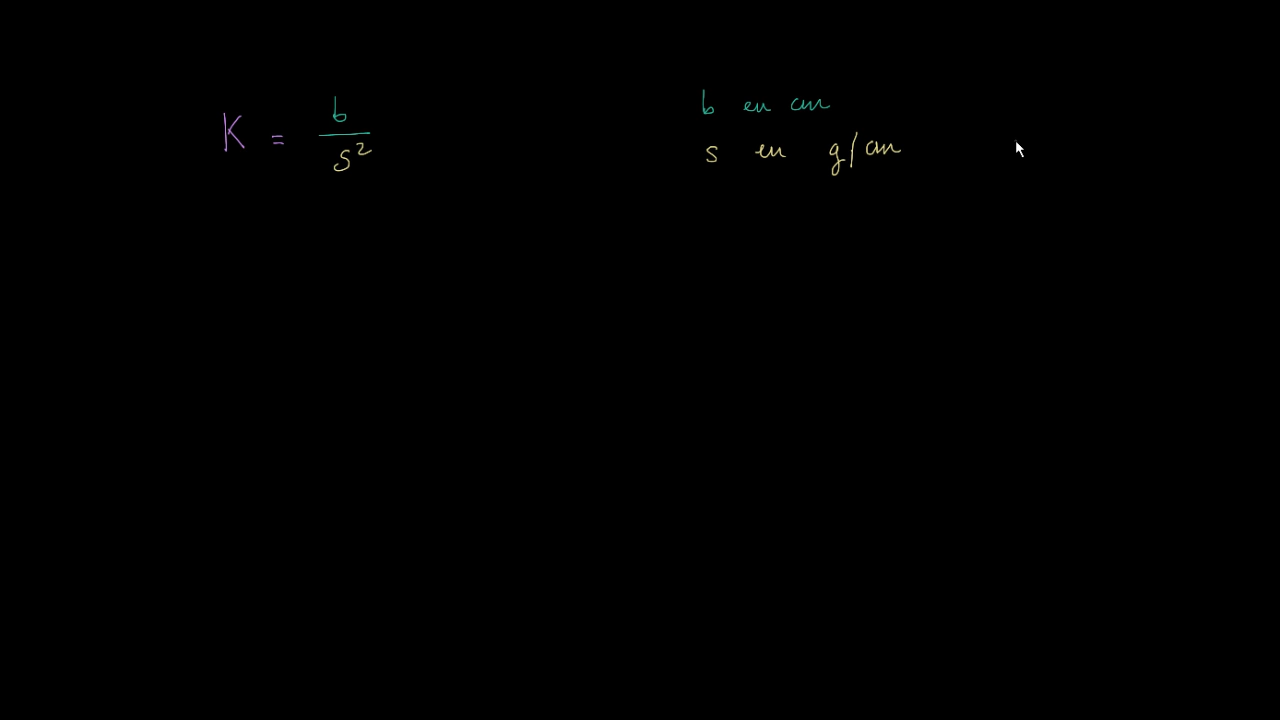 K = b / s²
b en cm
s en g/cm